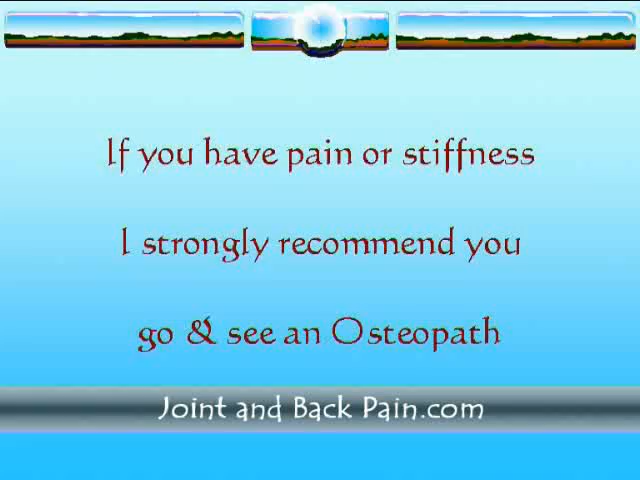 If you have pain or stiffness
I strongly recommend you
go & see an Osteopath
Joint and Back Pain.com